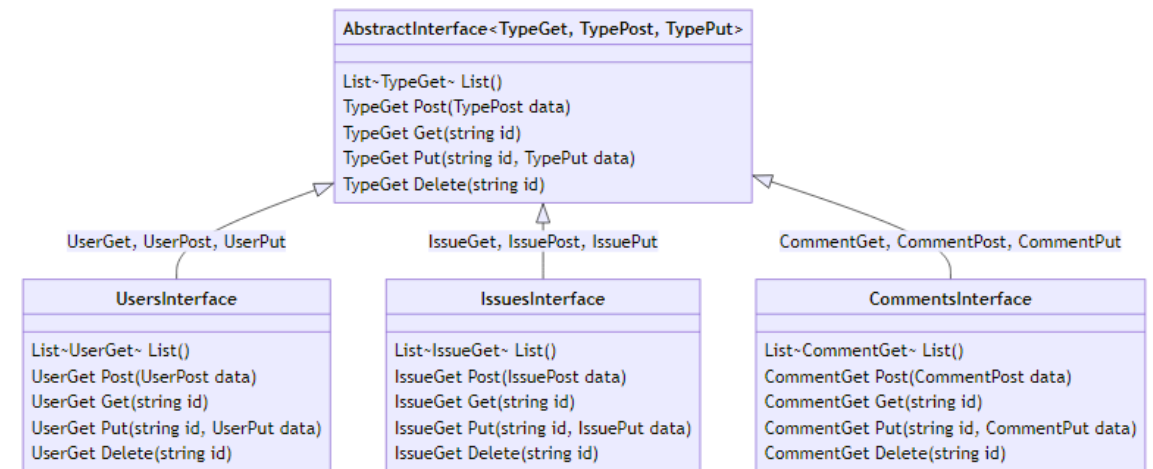 AbstractInterface<TypeGet, TypePost, TypePut>
List~TypeGet~ List()
TypeGet Post(TypePost data)
TypeGet Get(string id)
TypeGet Put(string id, TypePut data)
TypeGet Delete(string id)
UserGet, UserPost, UserPut
IssueGet, IssuePost, IssuePut
CommentGet, CommentPost, CommentPut
UsersInterface
List~UserGet~ List()
UserGet Post(UserPost data)
UserGet Get(string id)
UserGet Put(string id, UserPut data)
UserGet Delete(string id)
IssuesInterface
List~IssueGet~ List()
IssueGet Post(IssuePost data)
IssueGet Get(string id)
IssueGet Put(string id, IssuePut data)
IssueGet Delete(string id)
CommentsInterface
List~CommentGet~ List()
CommentGet Post(CommentPost data)
CommentGet Get(string id)
CommentGet Put(string id, CommentPut data)
CommentGet Delete(string id)